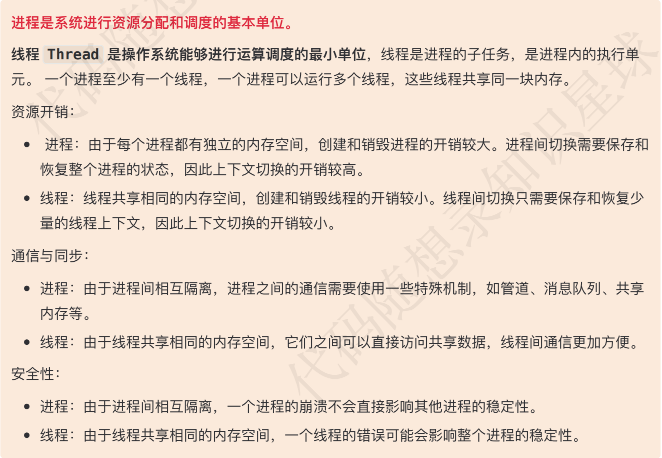 进程是系统进行资源分配和调度的基本单位。
线程 Thread 是操作系统能够进行运算调度的最小单位，线程是进程的子任务，是进程内的执行单
元。 一个进程至少有一个线程，一个进程可以运行多个线程，这些线程共享同一块内存。
资源开销：
• 进程：由于每个进程都有独立的内存空间，创建和销毁进程的开销较大。进程间切换需要保存和
恢复整个进程的状态，因此上下文切换的开销较高。
• 线程：线程共享相同的内存空间，创建和销毁线程的开销较小。线程间切换只需要保存和恢复少
量的线程上下文，因此上下文切换的开销较小。
通信与同步：
• 进程：由于进程间相互隔离，进程之间的通信需要使用一些特殊机制，如管道、消息队列、共享
内存等。
• 线程：由于线程共享相同的内存空间，它们之间可以直接访问共享数据，线程间通信更加方便。
安全性：
• 进程：由于进程间相互隔离，一个进程的崩溃不会直接影响其他进程的稳定性。
• 线程：由于线程共享相同的内存空间，一个线程的错误可能会影响整个进程的稳定性。
代码随想录知识星球